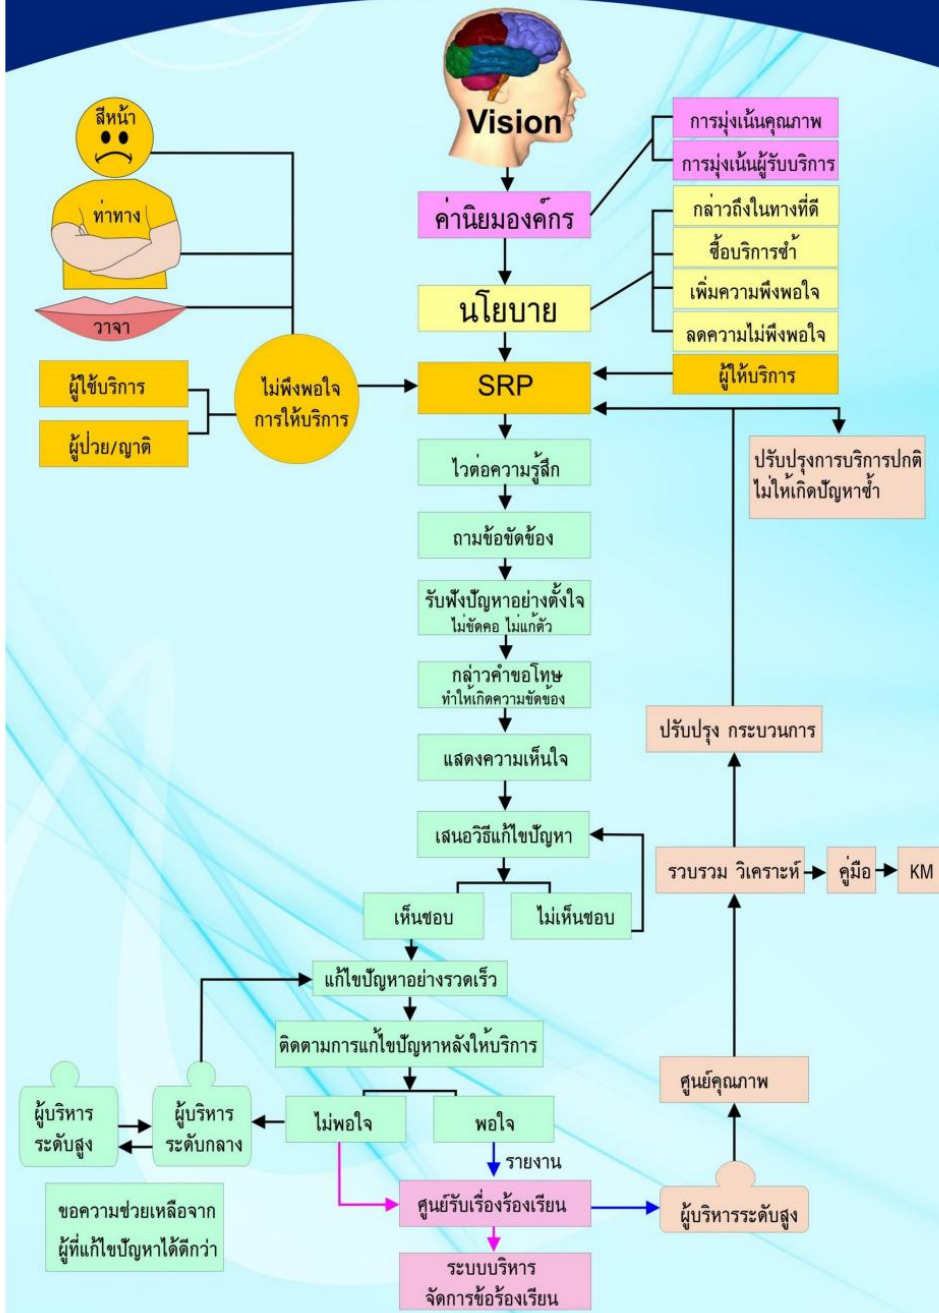 Vision
สีหน้า
ท่าทาง
วาจา
ผู้ใช้บริการ
ผู้ป่วย/ญาติ
ไม่พึงพอใจ
การให้บริการ
ค่านิยมองค์กร
การมุ่งเน้นคุณภาพ
การมุ่งเน้นผู้รับบริการ
นโยบาย
กล่าวถึงในทางที่ดี
ซื้อบริการซ้ำ
เพิ่มความพึงพอใจ
ลดความไม่พึงพอใจ
ผู้ให้บริการ
SRP
ปรับปรุงการบริการปกติ
ไม่ให้เกิดปัญหาซ้ำ
ไวต่อความรู้สึก
ถามข้อขัดข้อง
รับฟังปัญหาอย่างตั้งใจ
ไม่ขัดคอ ไม่แก้ตัว
กล่าวคำขอโทษ
ทำให้เกิดความขัดข้อง
แสดงความเห็นใจ
เสนอวิธีแก้ไขปัญหา
เห็นชอบ
ไม่เห็นชอบ
แก้ไขปัญหาอย่างรวดเร็ว
ติดตามการแก้ไขปัญหาหลังให้บริการ
ไม่พอใจ
พอใจ
ผู้บริหาร
ระดับสูง
ผู้บริหาร
ระดับกลาง
ขอความช่วยเหลือจาก
ผู้ที่แก้ไขปัญหาได้ดีกว่า
รายงาน
ศูนย์รับเรื่องร้องเรียน
ระบบบริหาร
จัดการข้อร้องเรียน
ผู้บริหารระดับสูง
ศูนย์คุณภาพ
รวบรวม วิเคราะห์
คู่มือ
KM
ปรับปรุง กระบวนการ